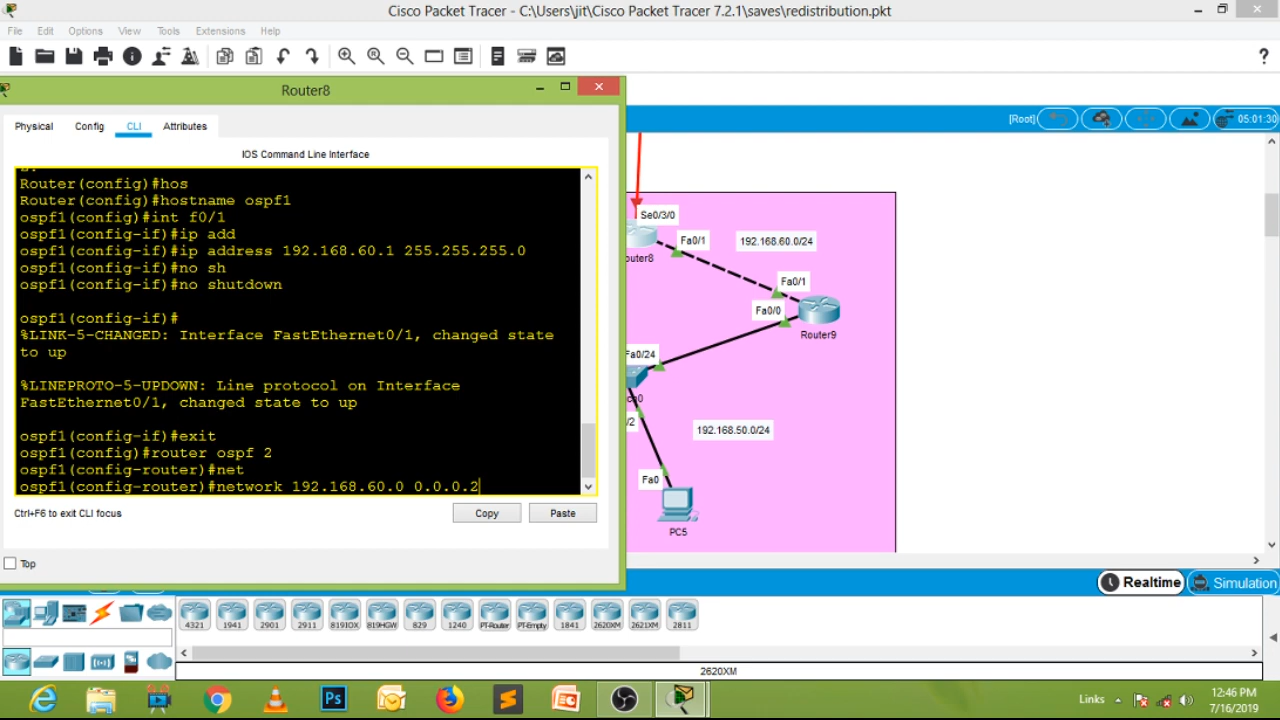 Cisco Packet Tracer - C:\Users\jit\Cisco Packet Tracer 7.2.1\saves\redistribution.pkt
File Edit Options View Tools Extensions Help
?
Router8
Physical Config CLI Attributes
IOS Command Line Interface
Router(config)#hos
Router(config)#hostname ospf1
ospf1(config)#int f0/1
ospf1(config-if)#ip add
ospf1(config-if)#ip address 192.168.60.1 255.255.255.0
ospf1(config-if)#no sh
ospf1(config-if)#no shutdown
ospf1(config-if)#
%LINK-5-CHANGED: Interface FastEthernet0/1, changed state
to up
%LINEPROTO-5-UPDOWN: Line protocol on Interface
FastEthernet0/1, changed state to up
ospf1(config-if)#exit
ospf1(config)#router ospf 2
ospf1(config-router)#net
ospf1(config-router)#network 192.168.60.0 0.0.0.2
Ctrl+F6 to exit CLI focus
Copy Paste
Top
[Root] 05:01:30
Se0/3/0
outer8
Fa0/1
192.168.60.0/24
Fa0/1
Fa0/0
Router9
Fa0/24
ch0
/2
192.168.50.0/24
Fa0
PC5
Realtime Simulation
4321 1941 2901 2911 819IOX 819HGW 829 1240 PT-Router PT-Empty 1841 2620XM 2621XM 2811
2620XM
Ps
Links
12:46 PM
7/16/2019